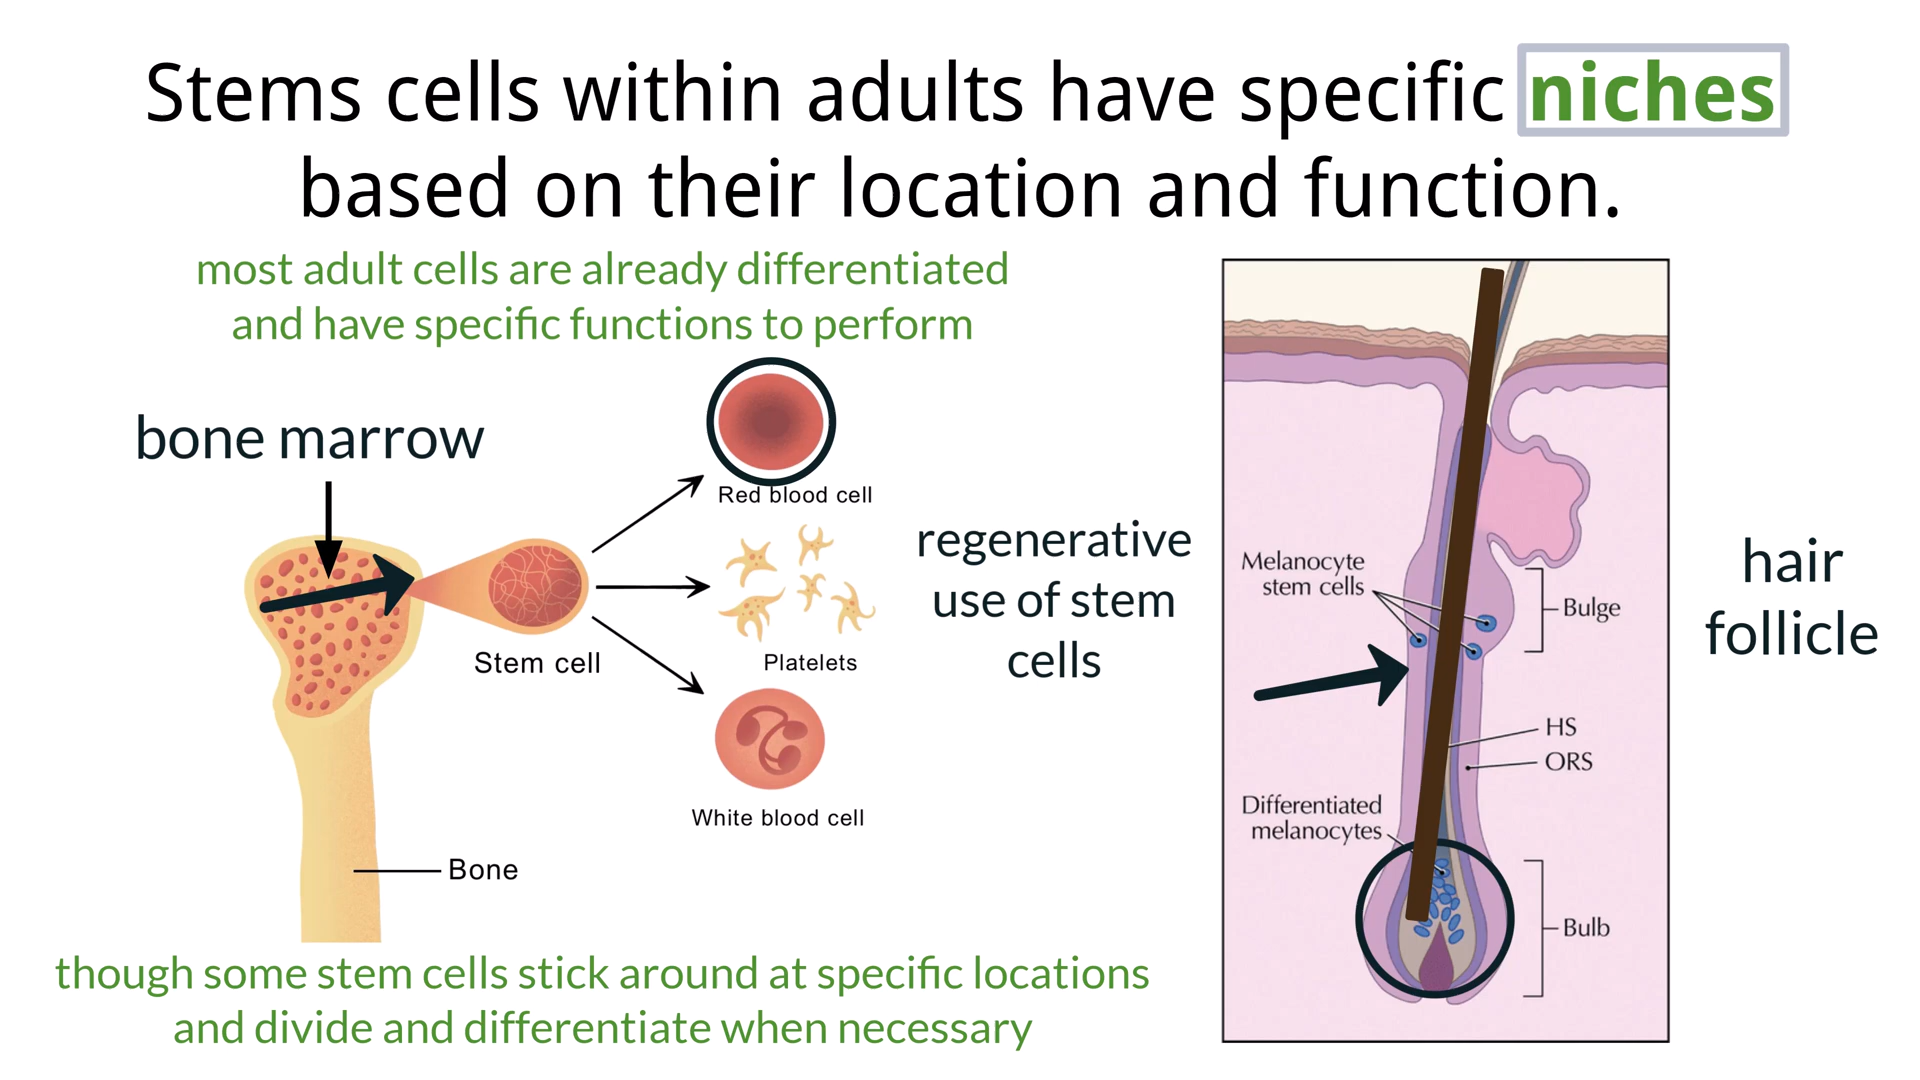 Stems cells within adults have specific niches
based on their location and function.
most adult cells are already differentiated
and have specific functions to perform
bone marrow
Red blood cell
Stem cell
Platelets
White blood cell
Bone
regenerative
use of stem
cells
Melanocyte
stem cells
Bulge
HS
ORS
Differentiated
melanocytes
Bulb
hair
follicle
though some stem cells stick around at specific locations
and divide and differentiate when necessary